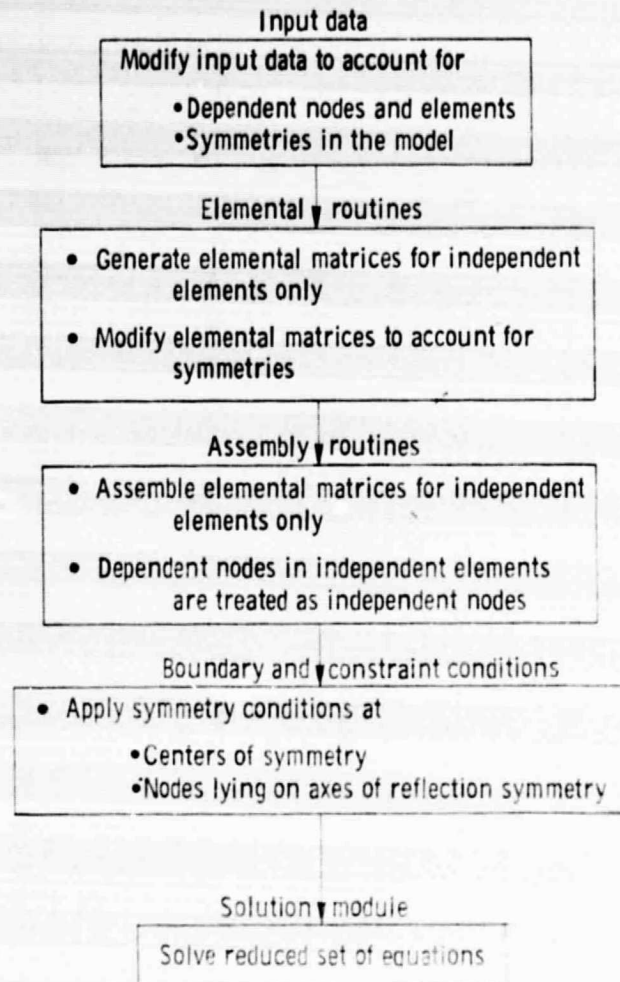 Input data
Modify input data to account for
•Dependent nodes and elements
•Symmetries in the model
Elemental routines
• Generate elemental matrices for independent
elements only
• Modify elemental matrices to account for
symmetries
Assembly routines
• Assemble elemental matrices for independent
elements only
• Dependent nodes in independent elements
are treated as independent nodes
Boundary and constraint conditions
• Apply symmetry conditions at
•Centers of symmetry
•Nodes lying on axes of reflection symmetry
Solution module
Solve reduced set of equations